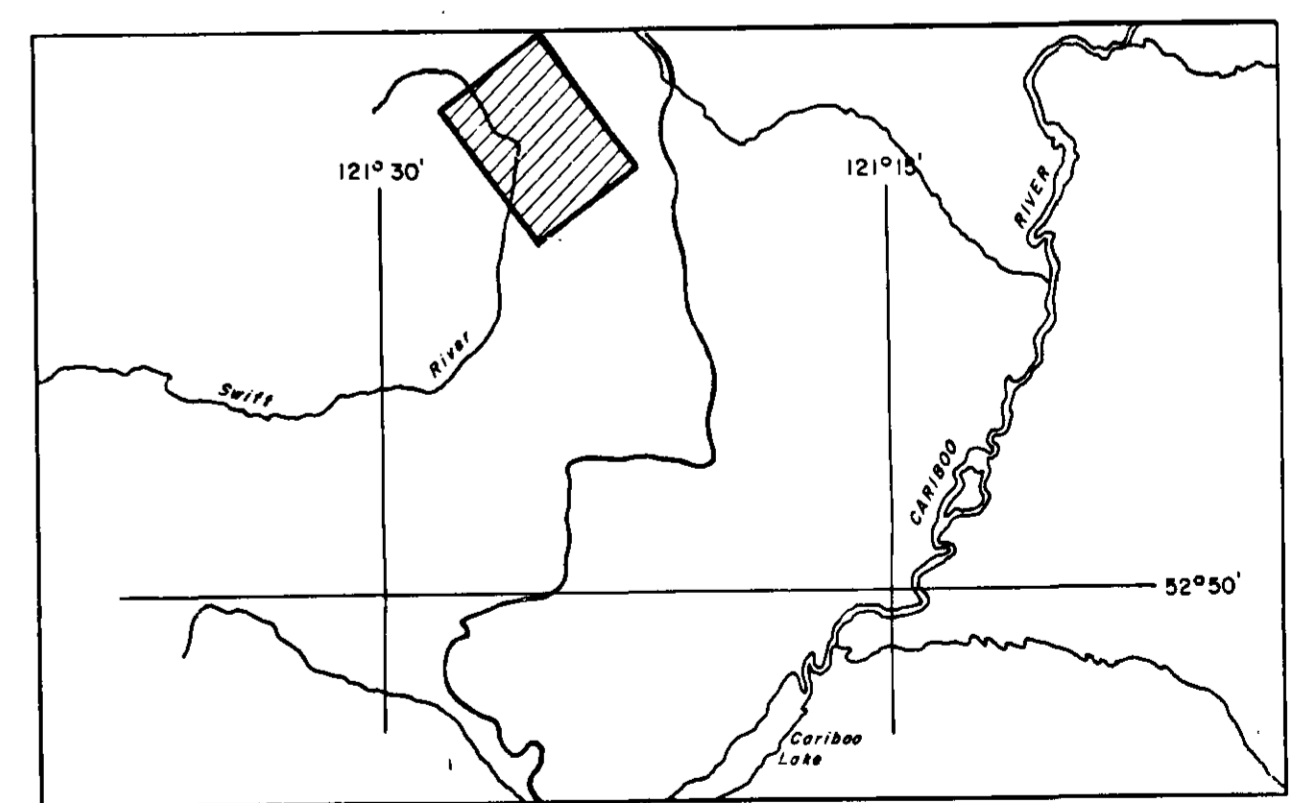 121° 30'
121° 15'
RIVER
Swift River
CARIBOO
52° 50'
Cariboo
Lake